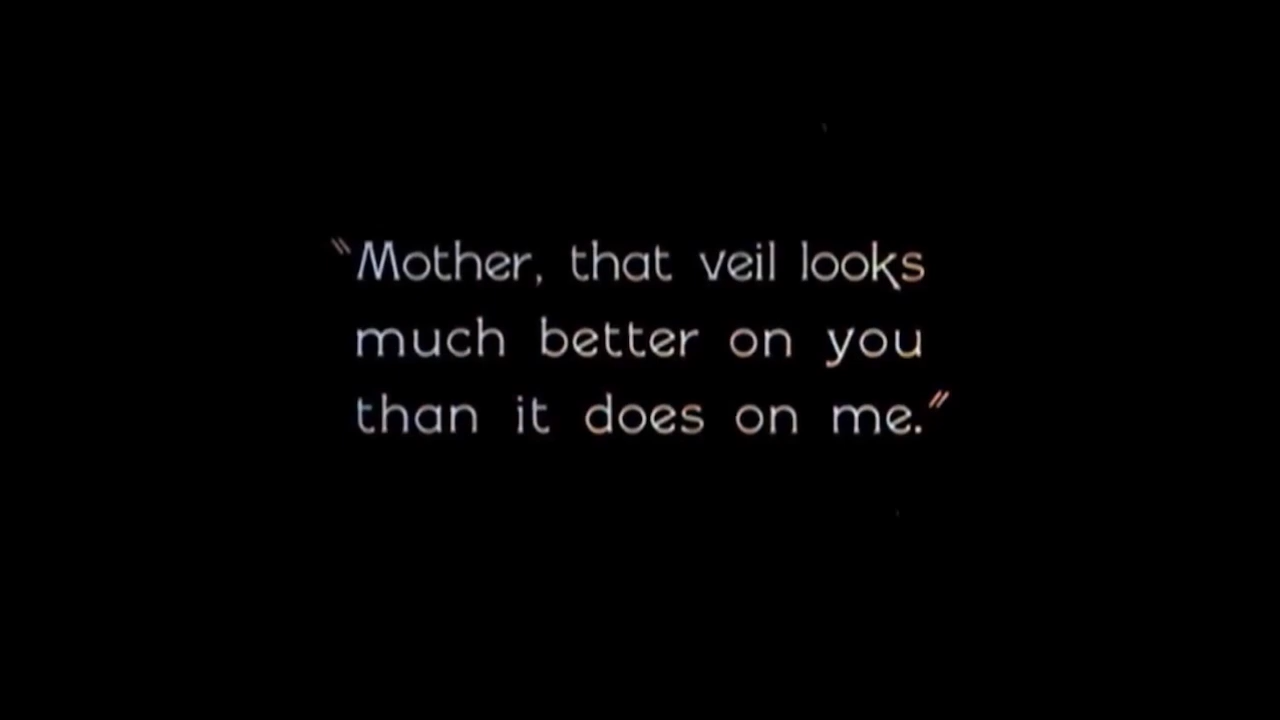 "Mother, that veil looks
much better on you
than it does on me."